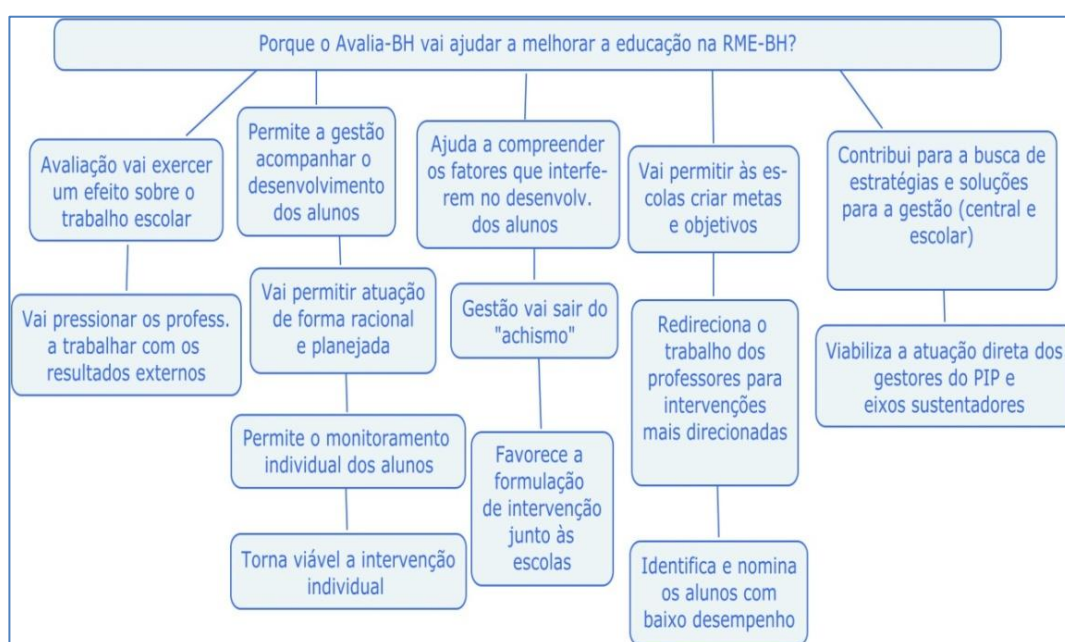 Porque o Avalia-BH vai ajudar a melhorar a educação na RME-BH?
Avaliação vai exercer
um efeito sobre o
trabalho escolar
Vai pressionar os profess.
a trabalhar com os
resultados externos
Permite a gestão
acompanhar o
desenvolvimento
dos alunos
Vai permitir atuação
de forma racional
e planejada
Permite o monitoramento
individual dos alunos
Torna viável a intervenção
individual
Ajuda a compreender
os fatores que interfe-
rem no desenvolv.
dos alunos
Gestão vai sair do
"achismo"
Favorece a
formulação
de intervenção
junto às
escolas
Vai permitir às es-
colas criar metas
e objetivos
Redireciona o
trabalho dos
professores para
intervenções
mais direcionadas
Identifica e nomina
os alunos com
baixo desempenho
Contribui para a busca de
estratégias e soluções
para a gestão (central e
escolar)
Viabiliza a atuação direta dos
gestores do PIP e
eixos sustentadores